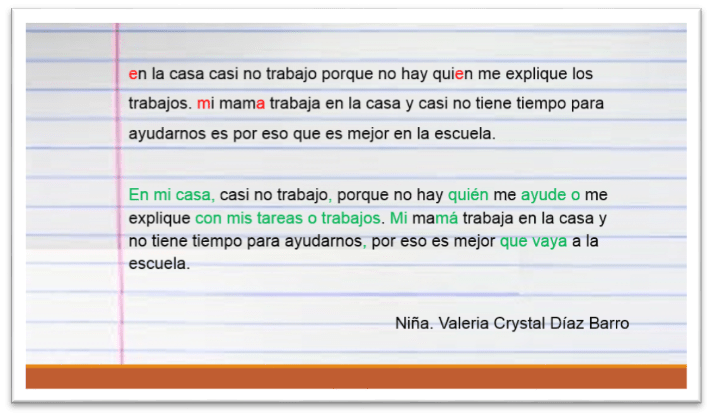 en la casa casi no trabajo porque no hay quien me explique los
trabajos. mi mama trabaja en la casa y casi no tiene tiempo para
ayudarnos es por eso que es mejor en la escuela.
En mi casa, casi no trabajo, porque no hay quién me ayude o me
explique con mis tareas o trabajos. Mi mamá trabaja en la casa y
no tiene tiempo para ayudarnos, por eso es mejor que vaya a la
escuela.
Niña. Valeria Crystal Díaz Barro